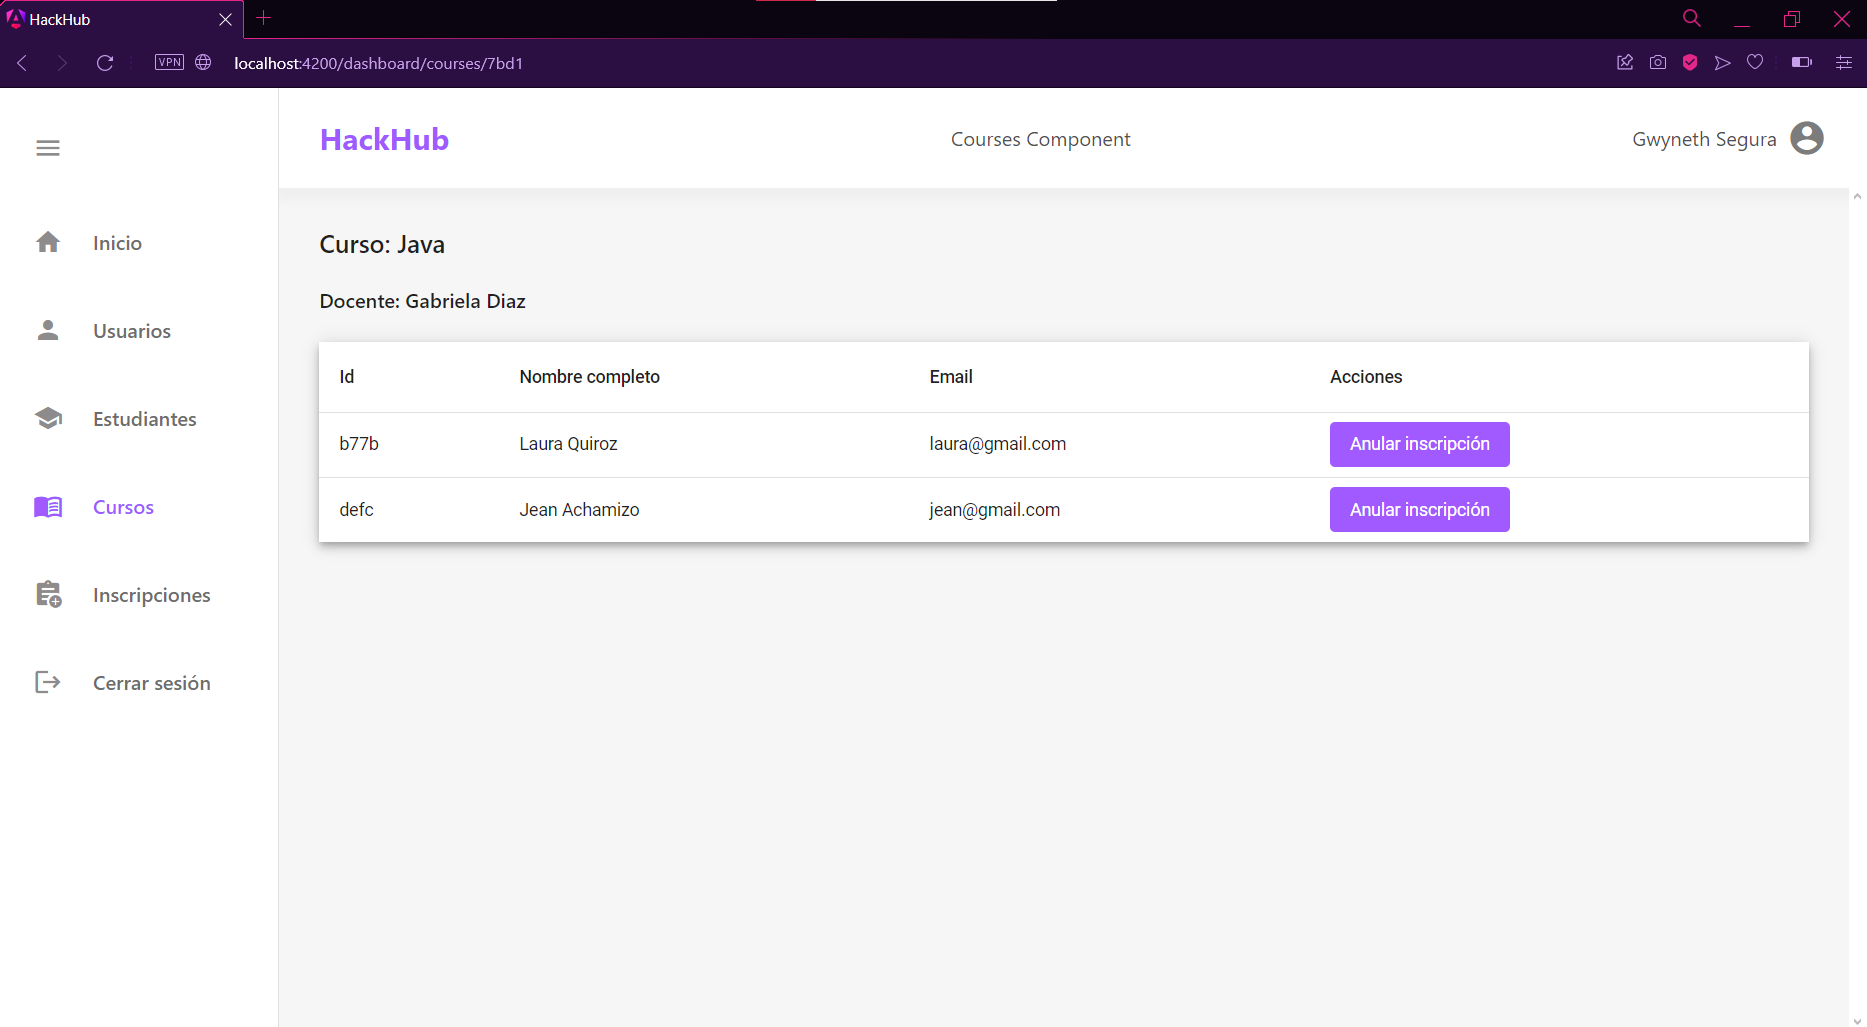 HackHub
VPN
localhost:4200/dashboard/courses/7bd1
HackHub
Courses Component
Gwyneth Segura
Inicio
Usuarios
Estudiantes
Cursos
Inscripciones
Cerrar sesión
Curso: Java
Docente: Gabriela Diaz
Id Nombre completo Email Acciones
b77b Laura Quiroz laura@gmail.com Anular inscripción
defc Jean Achamizo jean@gmail.com Anular inscripción